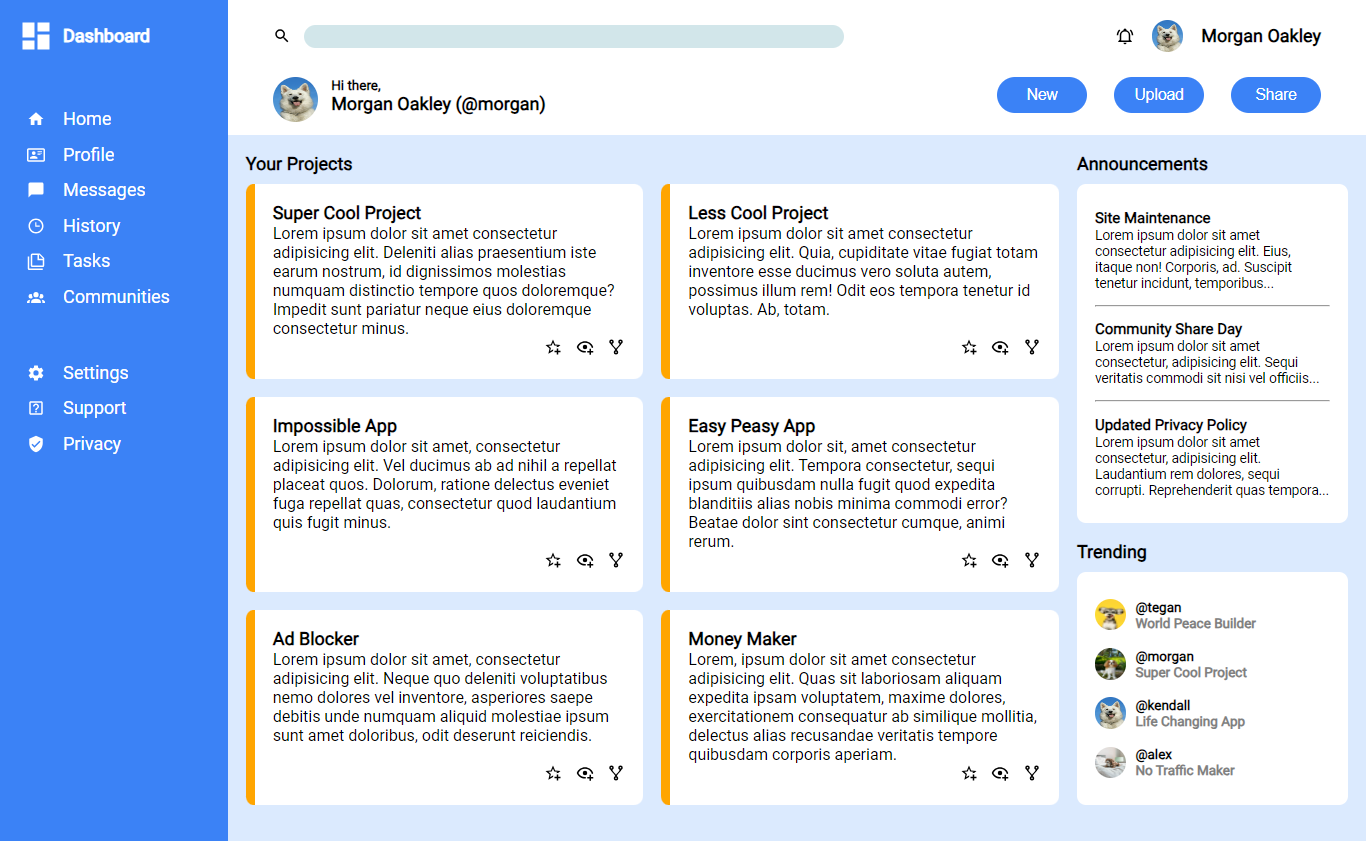 Dashboard
Home
Profile
Messages
History
Tasks
Communities
Settings
Support
Privacy
Morgan Oakley
Hi there,
Morgan Oakley (@morgan)
New
Upload
Share
Your Projects
Super Cool Project
Lorem ipsum dolor sit amet consectetur
adipisicing elit. Deleniti alias praesentium iste
earum nostrum, id dignissimos molestias
numquam distinctio tempore quos doloremque?
Impedit sunt pariatur neque eius doloremque
consectetur minus.
Less Cool Project
Lorem ipsum dolor sit amet consectetur
adipisicing elit. Quia, cupiditate vitae fugiat totam
inventore esse ducimus vero soluta autem,
possimus illum rem! Odit eos tempora tenetur id
voluptas. Ab, totam.
Impossible App
Lorem ipsum dolor sit amet, consectetur
adipisicing elit. Vel ducimus ab ad nihil a repellat
placeat quos. Dolorum, ratione delectus eveniet
fuga repellat quas, consectetur quod laudantium
quis fugit minus.
Easy Peasy App
Lorem ipsum dolor sit, amet consectetur
adipisicing elit. Tempora consectetur, sequi
ipsum quibusdam nulla fugit quod expedita
blanditiis alias nobis minima commodi error?
Beatae dolor sint consectetur cumque, animi
rerum.
Ad Blocker
Lorem ipsum dolor sit amet, consectetur
adipisicing elit. Neque quo deleniti voluptatibus
nemo dolores vel inventore, asperiores saepe
debitis unde numquam aliquid molestiae ipsum
sunt amet doloribus, odit deserunt reiciendis.
Money Maker
Lorem, ipsum dolor sit amet consectetur
adipisicing elit. Quas sit laboriosam aliquam
expedita ipsam voluptatem, maxime dolores,
exercitationem consequatur ab similique mollitia,
delectus alias recusandae veritatis tempore
quibusdam corporis aperiam.
Announcements
Site Maintenance
Lorem ipsum dolor sit amet
consectetur adipisicing elit. Eius,
itaque non! Corporis, ad. Suscipit
tenetur incidunt, temporibus...
Community Share Day
Lorem ipsum dolor sit amet
consectetur, adipisicing elit. Sequi
veritatis commodi sit nisi vel officiis...
Updated Privacy Policy
Lorem ipsum dolor sit amet
consectetur, adipisicing elit.
Laudantium rem dolores, sequi
corrupti. Reprehenderit quas tempora...
Trending
@tegan
World Peace Builder
@morgan
Super Cool Project
@kendall
Life Changing App
@alex
No Traffic Maker